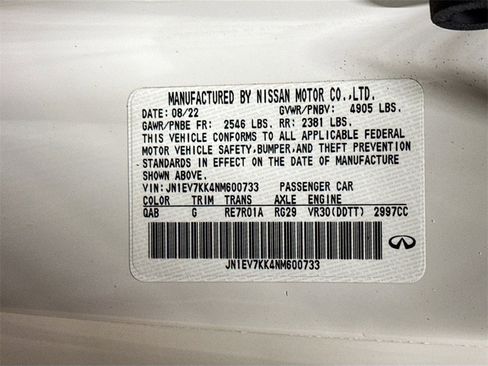 MANUFACTURED BY NISSAN MOTOR CO.,LTD.
DATE: 08/22 GVWR/PNBV: 4905 LBS.
GAWR/PNBE FR: 2546 LBS. RR: 2381 LBS.
THIS VEHICLE CONFORMS TO ALL APPLICABLE FEDERAL
MOTOR VEHICLE SAFETY,BUMPER,AND THEFT PREVENTION
STANDARDS IN EFFECT ON THE DATE OF MANUFACTURE
SHOWN ABOVE.
VIN: JN1EV7KK4NM600733 PASSENGER CAR
COLOR TRIM TRANS AXLE ENGINE
QAB G RE7R01A RG29 VR30(DDTT) 2997CC
JN1EV7KK4NM600733